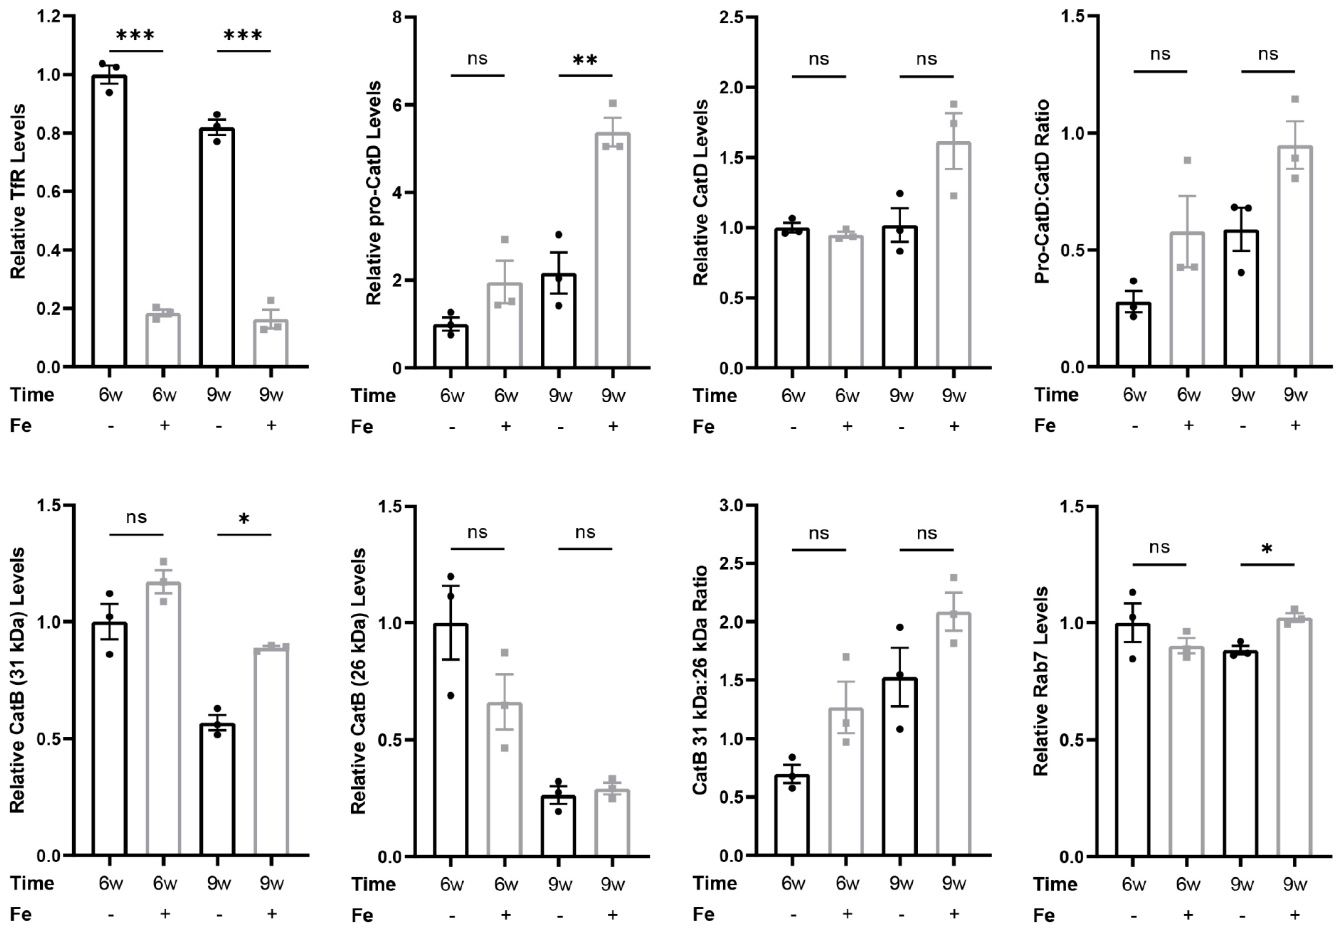 Relative TfR Levels
1.2
1.0
0.8
0.6
0.4
0.2
0.0
***
***
Time 6w 6w 9w 9w
Fe - + - +
Relative pro-CatD Levels
8
6
4
2
0
ns
**
Time 6w 6w 9w 9w
Fe - + - +
Relative CatD Levels
2.5
2.0
1.5
1.0
0.5
0.0
ns
ns
Time 6w 6w 9w 9w
Fe - + - +
Pro-CatD:CatD Ratio
1.5
1.0
0.5
0.0
ns
ns
Time 6w 6w 9w 9w
Fe - + - +
Relative CatB (31 kDa) Levels
1.5
1.0
0.5
0.0
ns
*
Time 6w 6w 9w 9w
Fe - + - +
Relative CatB (26 kDa) Levels
1.5
1.0
0.5
0.0
ns
ns
Time 6w 6w 9w 9w
Fe - + - +
CatB 31 kDa:26 kDa Ratio
3.0
2.5
2.0
1.5
1.0
0.5
0.0
ns
ns
Time 6w 6w 9w 9w
Fe - + - +
Relative Rab7 Levels
1.5
1.0
0.5
0.0
ns
*
Time 6w 6w 9w 9w
Fe - + - +